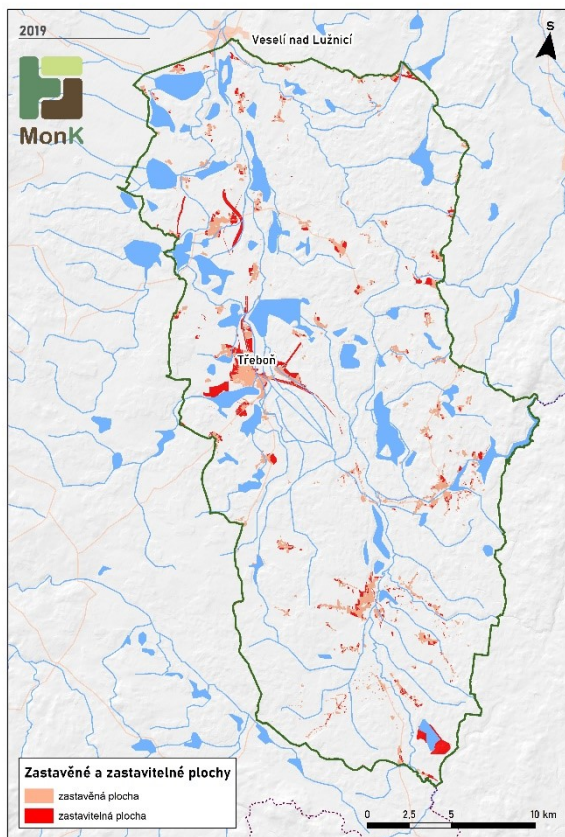 2019
Veselí nad Lužnicí
S
MonK
Třeboň
Zastavěné a zastavitelné plochy
zastavěná plocha
zastavitelná plocha
0 2,5 5 10 km